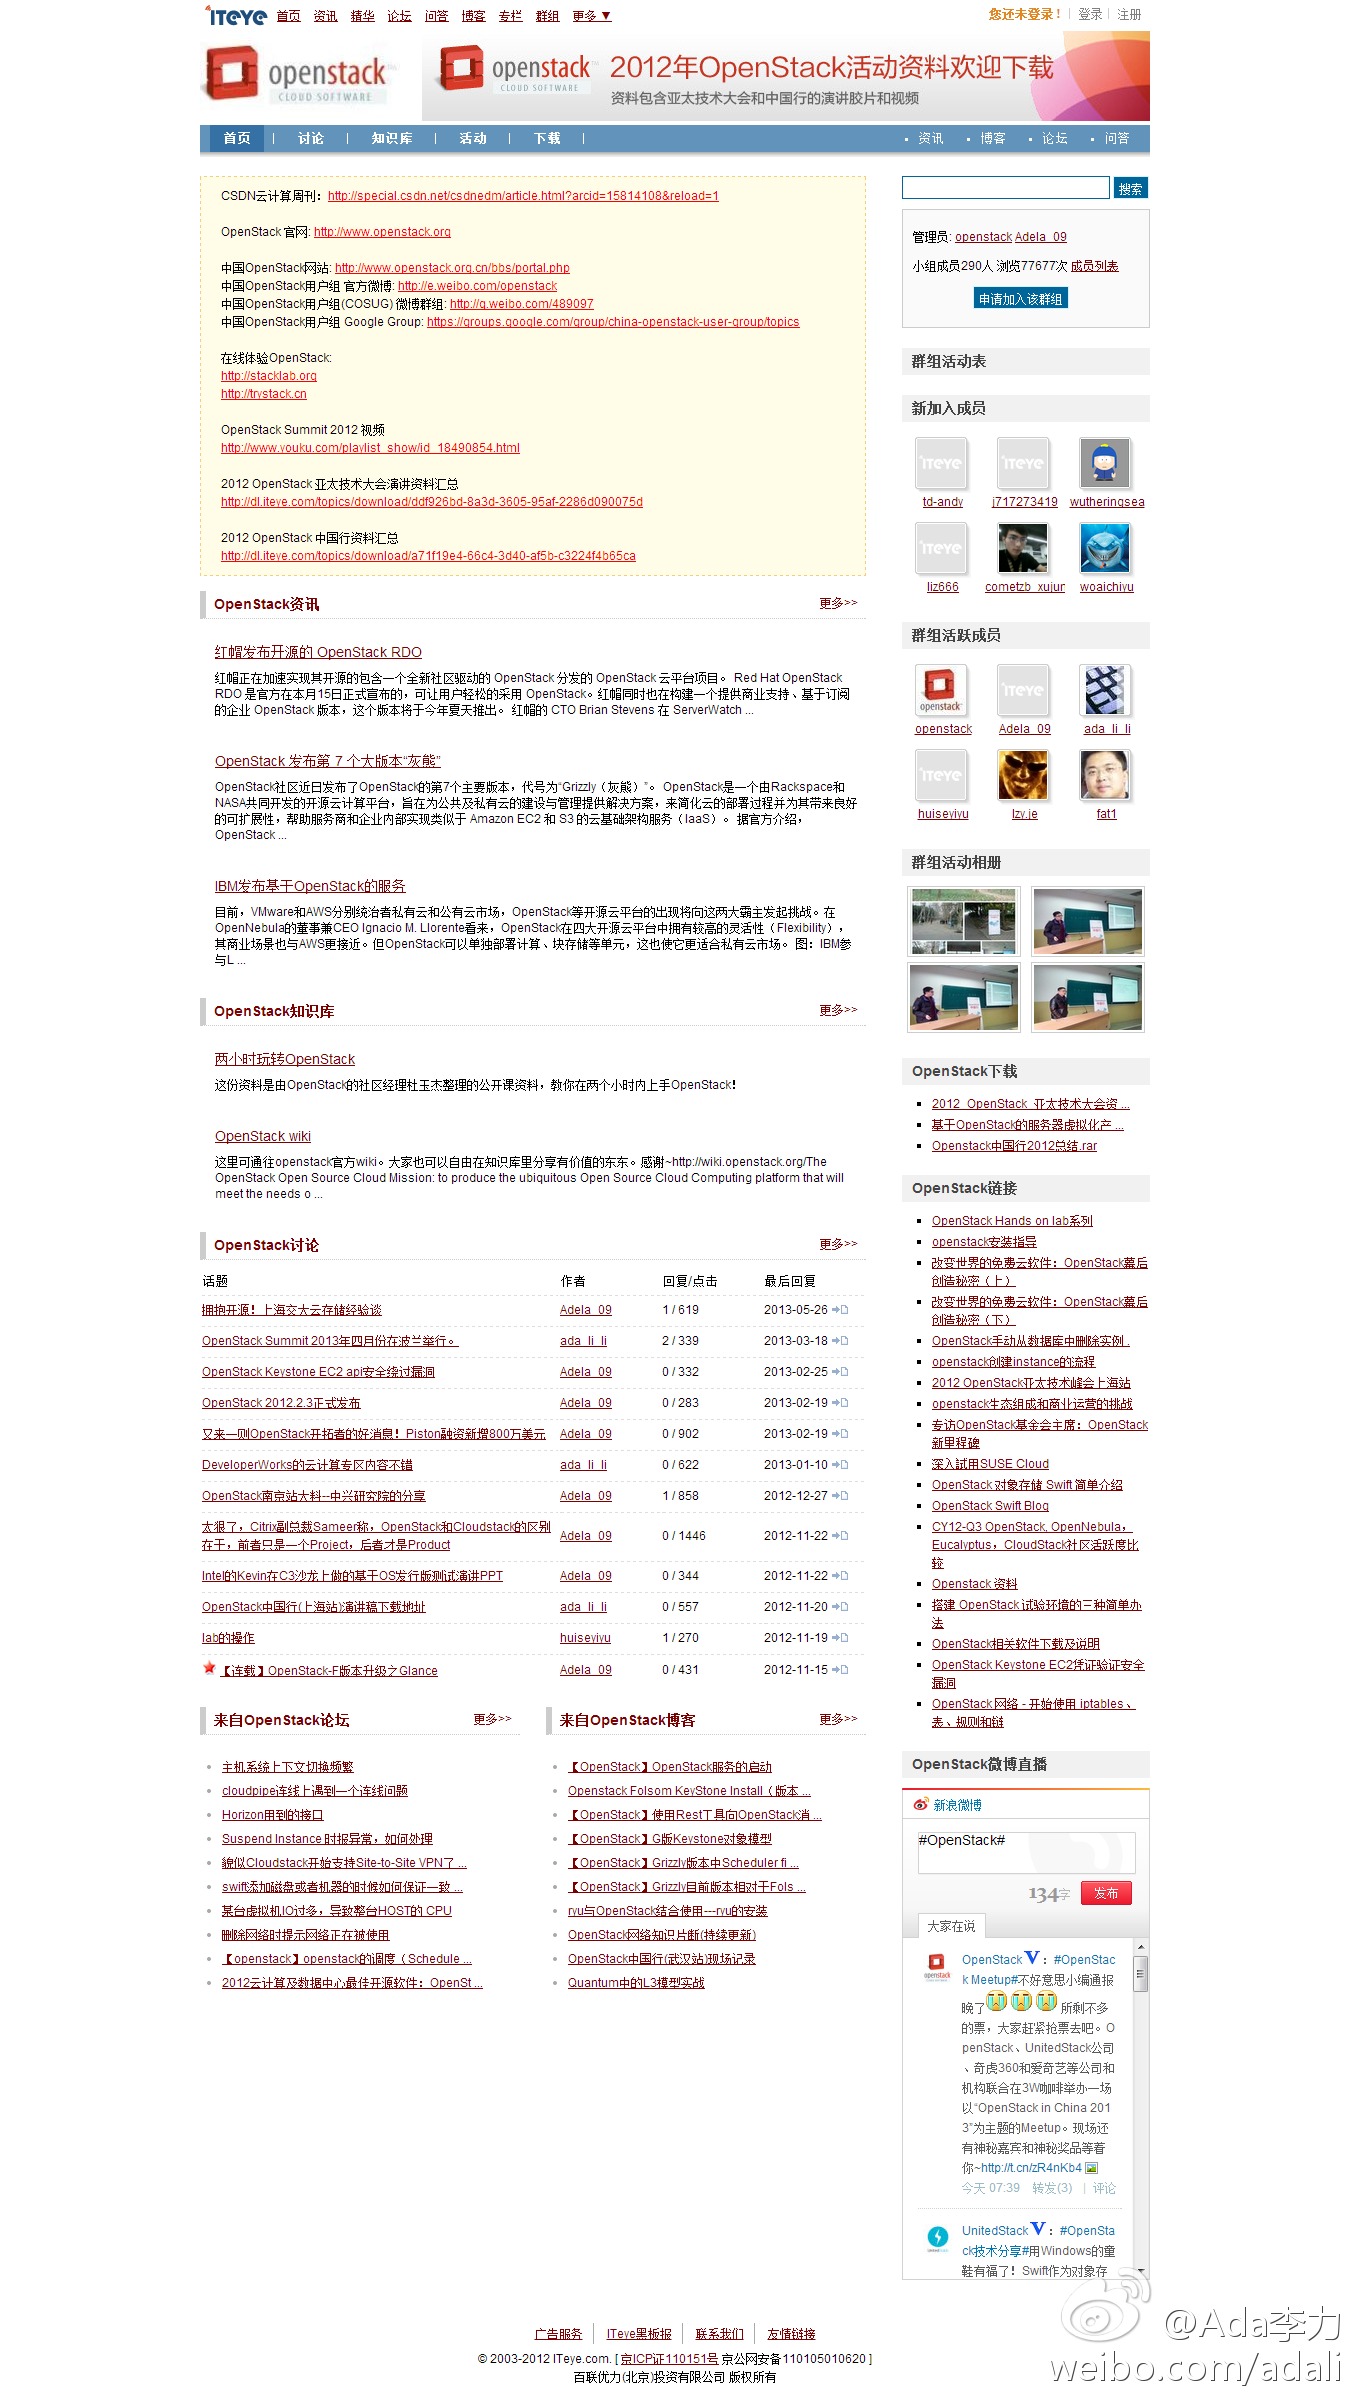 ITEYE 首页 资讯 精华 论坛 问答 博客 专栏 群组 更多 ▼
您还未登录！ 登录 注册
openstack
CLOUD SOFTWARE
openstack
CLOUD SOFTWARE
2012年OpenStack活动资料欢迎下载
资料包含亚太技术大会和中国行的演讲胶片和视频
首页 | 讨论 | 知识库 | 活动 | 下载 |
资讯 博客 论坛 问答
CSDN云计算周刊：http://special.csdn.net/csdnedm/article.html?arcid=15814108&reload=1
OpenStack 官网: http://www.openstack.org
中国OpenStack网站: http://www.openstack.org.cn/bbs/portal.php
中国OpenStack用户组 官方微博: http://e.weibo.com/openstack
中国OpenStack用户组(COSUG) 微博群组: http://q.weibo.com/489097
中国OpenStack用户组 Google Group: https://groups.google.com/group/china-openstack-user-group/topics
在线体验OpenStack:
http://stacklab.org
http://trystack.cn
OpenStack Summit 2012 视频
http://www.youku.com/playlist_show/id_18490854.html
2012 OpenStack 亚太技术大会演讲资料汇总
http://dl.iteye.com/topics/download/ddf926bd-8a3d-3605-95af-2286d090075d
2012 OpenStack 中国行资料汇总
http://dl.iteye.com/topics/download/a71f19e4-66c4-3d40-af5b-c3224f4b65ca
OpenStack资讯 更多>>
红帽发布开源的 OpenStack RDO
红帽正在加速实现其开源的包含一个全新社区驱动的 OpenStack 分发的 OpenStack 云平台项目。 Red Hat OpenStack
RDO 是官方在本月15日正式宣布的，可让用户轻松的采用 OpenStack。红帽同时也在构建一个提供商业支持、基于订阅
的企业 OpenStack 版本，这个版本将于今年夏天推出。 红帽的 CTO Brian Stevens 在 ServerWatch ...
OpenStack 发布第 7 个大版本“灰熊”
OpenStack社区近日发布了OpenStack的第7个主要版本，代号为“Grizzly（灰熊）”。 OpenStack是一个由Rackspace和
NASA共同开发的开源云计算平台，旨在为公共及私有云的建设与管理提供解决方案，来简化云的部署过程并为其带来良好
的可扩展性，帮助服务商和企业内部实现类似于 Amazon EC2 和 S3 的云基础架构服务（IaaS）。 据官方介绍，
OpenStack ...
IBM发布基于OpenStack的服务
目前，VMware和AWS分别统治者私有云和公有云市场，OpenStack等开源云平台的出现将向这两大霸主发起挑战。在
OpenNebula的董事兼CEO Ignacio M. Llorente看来，OpenStack在四大开源云平台中拥有较高的灵活性（Flexibility），
其商业场景也与AWS更接近。但OpenStack可以单独部署计算、块存储等单元，这也使它更适合私有云市场。 图：IBM参
与L ...
OpenStack知识库 更多>>
两小时玩转OpenStack
这份资料是由OpenStack的社区经理杜玉杰整理的公开课资料，教你在两个小时内上手OpenStack！
OpenStack wiki
这里可通往openstack官方wiki。大家也可以自由在知识库里分享有价值的东东。感谢~http://wiki.openstack.org/The
OpenStack Open Source Cloud Mission: to produce the ubiquitous Open Source Cloud Computing platform that will
meet the needs o ...
OpenStack讨论 更多>>
话题 作者 回复/点击 最后回复
拥抱开源！上海交大云存储经验谈 Adela_09 1 / 619 2013-05-26
OpenStack Summit 2013年四月份在波兰举行。 ada_li_li 2 / 339 2013-03-18
OpenStack Keystone EC2 api安全绕过漏洞 Adela_09 0 / 332 2013-02-25
OpenStack 2012.2.3正式发布 Adela_09 0 / 283 2013-02-19
又来一则OpenStack开拓者的好消息！Piston融资新增800万美元 Adela_09 0 / 902 2013-02-19
DeveloperWorks的云计算专区内容不错 ada_li_li 0 / 622 2013-01-10
OpenStack南京站大料--中兴研究院的分享 Adela_09 1 / 858 2012-12-27
太狠了，Citrix副总裁Sameer称，OpenStack和Cloudstack的区别
在于，前者只是一个Project，后者才是Product Adela_09 0 / 1446 2012-11-22
Intel的Kevin在C3沙龙上做的基于OS发行版测试演讲PPT Adela_09 0 / 344 2012-11-22
OpenStack中国行(上海站)演讲稿下载地址 ada_li_li 0 / 557 2012-11-20
lab的操作 huiseyiyu 1 / 270 2012-11-19
【连载】OpenStack-F版本升级之Glance Adela_09 0 / 431 2012-11-15
来自OpenStack论坛 更多>>
主机系统上下文切换频繁
cloudpipe连线上遇到一个连线问题
Horizon用到的接口
Suspend Instance 时报异常，如何处理
貌似Cloudstack开始支持Site-to-Site VPN了 ...
swift添加磁盘或者机器的时候如何保证一致 ...
某台虚拟机IO过多，导致整台HOST的 CPU
删除网络时提示网络正在被使用
【openstack】openstack的调度（Schedule ...
2012云计算及数据中心最佳开源软件：OpenSt ...
来自OpenStack博客 更多>>
【OpenStack】OpenStack服务的启动
Openstack Folsom KeyStone Install（版本 ...
【OpenStack】使用Rest工具向OpenStack消 ...
【OpenStack】G版Keystone对象模型
【OpenStack】Grizzly版本中Scheduler fi ...
【OpenStack】Grizzly目前版本相对于Fols ...
ryu与OpenStack结合使用---ryu的安装
OpenStack网络知识片断(持续更新)
OpenStack中国行(武汉站)现场记录
Quantum中的L3模型实战
搜索
管理员: openstack Adela_09
小组成员290人 浏览77677次 成员列表
申请加入该群组
群组活动表
新加入成员
ITEYE ITEYE
td-andy j717273419 wutheringsea
ITEYE
liz666 cometzb_xujun woaichiyu
群组活跃成员
openstack ITEYE
openstack Adela_09 ada_li_li
ITEYE
huiseyiyu lzy.je fat1
群组活动相册
OpenStack下载
2012_OpenStack_亚太技术大会资 ...
基于OpenStack的服务器虚拟化产 ...
Openstack中国行2012总结.rar
OpenStack链接
OpenStack Hands on lab系列
openstack安装指导
改变世界的免费云软件：OpenStack幕后
创造秘密（上）
改变世界的免费云软件：OpenStack幕后
创造秘密（下）
OpenStack手动从数据库中删除实例 .
openstack创建instance的流程
2012 OpenStack亚太技术峰会上海站
openstack生态组成和商业运营的挑战
专访OpenStack基金会主席：OpenStack
新里程碑
深入試用SUSE Cloud
OpenStack 对象存储 Swift 简单介绍
OpenStack Swift Blog
CY12-Q3 OpenStack, OpenNebula，
Eucalyptus，CloudStack社区活跃度比
较
Openstack 资料
搭建 OpenStack 试验环境的三种简单办
法
OpenStack相关软件下载及说明
OpenStack Keystone EC2凭证验证安全
漏洞
OpenStack 网络 - 开始使用 iptables、
表、规则和链
OpenStack微博直播
新浪微博
#OpenStack#
134字 发布
大家在说
openstack
OpenStack V：#OpenStac
k Meetup#不好意思小编通报
晚了 所剩不多
的票，大家赶紧抢票去吧。O
penStack、UnitedStack公司
、奇虎360和爱奇艺等公司和
机构联合在3W咖啡举办一场
以“OpenStack in China 201
3”为主题的Meetup。现场还
有神秘嘉宾和神秘奖品等着
你~http://t.cn/zR4nKb4
今天 07:39 转发(3) | 评论
UnitedStack V：#OpenSta
ck技术分享#用Windows的童
鞋有福了！Swift作为对象存
广告服务 ITeye黑板报 联系我们 友情链接
© 2003-2012 ITeye.com. [ 京ICP证110151号 京公网安备110105010620 ]
百联优力(北京)投资有限公司 版权所有
@Ada李力
weibo.com/adali